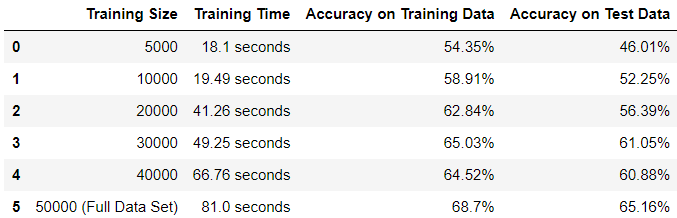 Training Size Training Time Accuracy on Training Data Accuracy on Test Data
0 5000 18.1 seconds 54.35% 46.01%
1 10000 19.49 seconds 58.91% 52.25%
2 20000 41.26 seconds 62.84% 56.39%
3 30000 49.25 seconds 65.03% 61.05%
4 40000 66.76 seconds 64.52% 60.88%
5 50000 (Full Data Set) 81.0 seconds 68.7% 65.16%